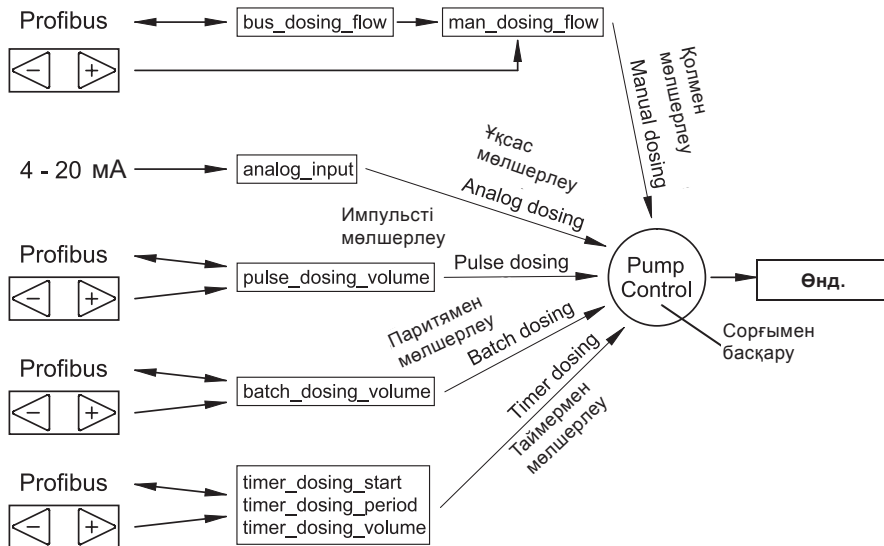 Profibus
bus_dosing_flow
man_dosing_flow
Қолмен
мөлшерлеу
Manual dosing
4 - 20 мА
analog_input
Ұқсас
мөлшерлеу
Analog dosing
Profibus
pulse_dosing_volume
Импульсті
мөлшерлеу
Pulse dosing
Pump
Control
Өнд.
Сорғымен
басқару
Profibus
batch_dosing_volume
Паритямен
мөлшерлеу
Batch dosing
Profibus
timer_dosing_start
timer_dosing_period
timer_dosing_volume
Timer dosing
Таймермен
мөлшерлеу